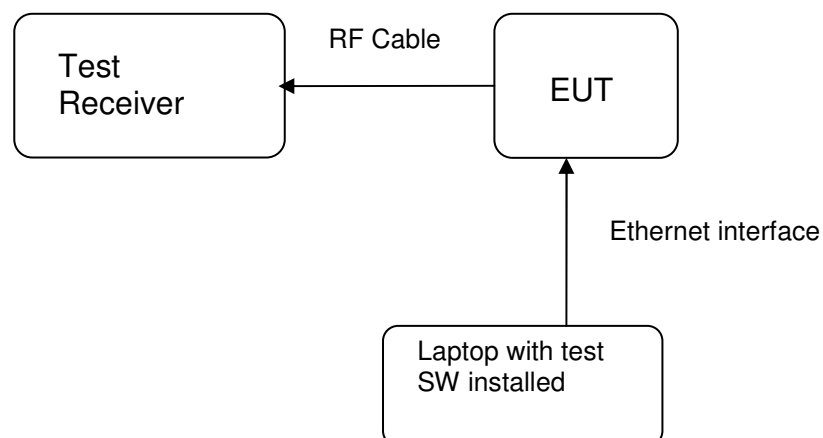 RF Cable
Test
Receiver
EUT
Ethernet interface
Laptop with test
SW installed